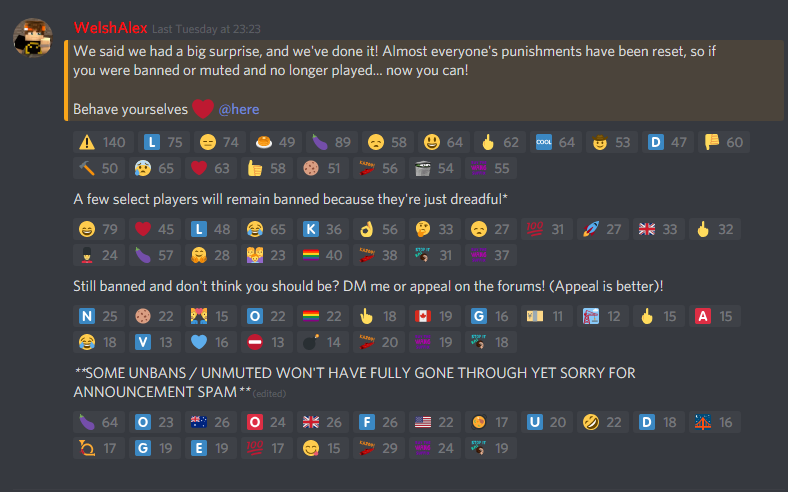 WelshAlex Last Tuesday at 23:23
We said we had a big surprise, and we've done it! Almost everyone's punishments have been reset, so if
you were banned or muted and no longer played... now you can!
Behave yourselves ❤️ @here
⚠️ 140 🇱 75 😑 74 🍮 49 🍆 89 😞 58 😃 64 🖕 62 🆒 64 🤠 53 🇩 47 👎 60
🔨 50 😰 65 ❤️ 63 👍 58 🍪 51 56 54 55
A few select players will remain banned because they're just dreadful*
😄 79 ❤️ 45 🇱 48 😂 65 🇰 36 👌 56 🤔 33 😞 27 💯 31 🚀 27 🇬🇧 33 🖕 32
💂 24 🍆 57 🤗 28 23 🏳️‍🌈 40 38 STOP IT 31 37
Still banned and don't think you should be? DM me or appeal on the forums! (Appeal is better)!
🇳 25 🍪 22 15 🇴 22 🏳️‍🌈 22 👆 18 🇨🇦 19 🇬 16 11 🏗️ 12 🖕 15 🅰️ 15
😂 18 🇻 13 💙 16 ⛔ 13 💣 14 20 19 STOP IT 18
**SOME UNBANS / UNMUTED WON'T HAVE FULLY GONE THROUGH YET SORRY FOR
ANNOUNCEMENT SPAM** (edited)
🍆 64 🇴 23 🇦🇺 26 🅾️ 24 🇬🇧 26 🇫 26 🇺🇸 22 🥘 17 🇺 20 🤣 22 🇩 18 🌉 16
17 🇬 19 🇪 19 💯 17 😋 15 29 24 STOP IT 19